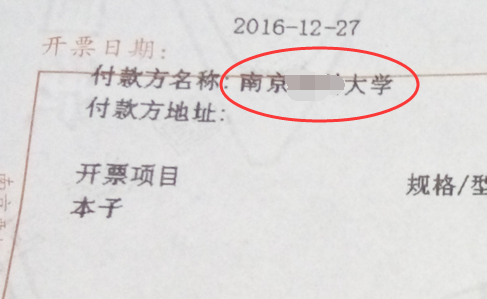 2016-12-27
开票日期:
付款方名称: 南京大学
付款方地址:
开票项目 规格/型
本子